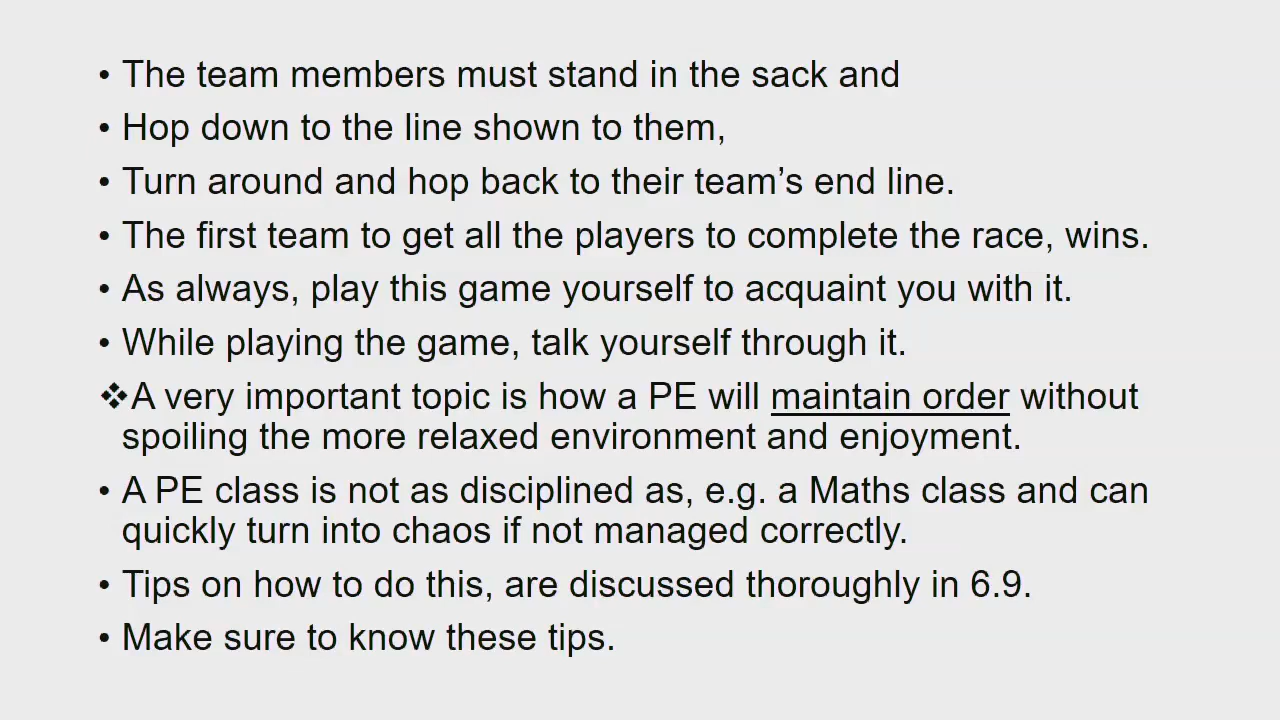 • The team members must stand in the sack and
• Hop down to the line shown to them,
• Turn around and hop back to their team’s end line.
• The first team to get all the players to complete the race, wins.
• As always, play this game yourself to acquaint you with it.
• While playing the game, talk yourself through it.
❖A very important topic is how a PE will maintain order without
spoiling the more relaxed environment and enjoyment.
• A PE class is not as disciplined as, e.g. a Maths class and can
quickly turn into chaos if not managed correctly.
• Tips on how to do this, are discussed thoroughly in 6.9.
• Make sure to know these tips.